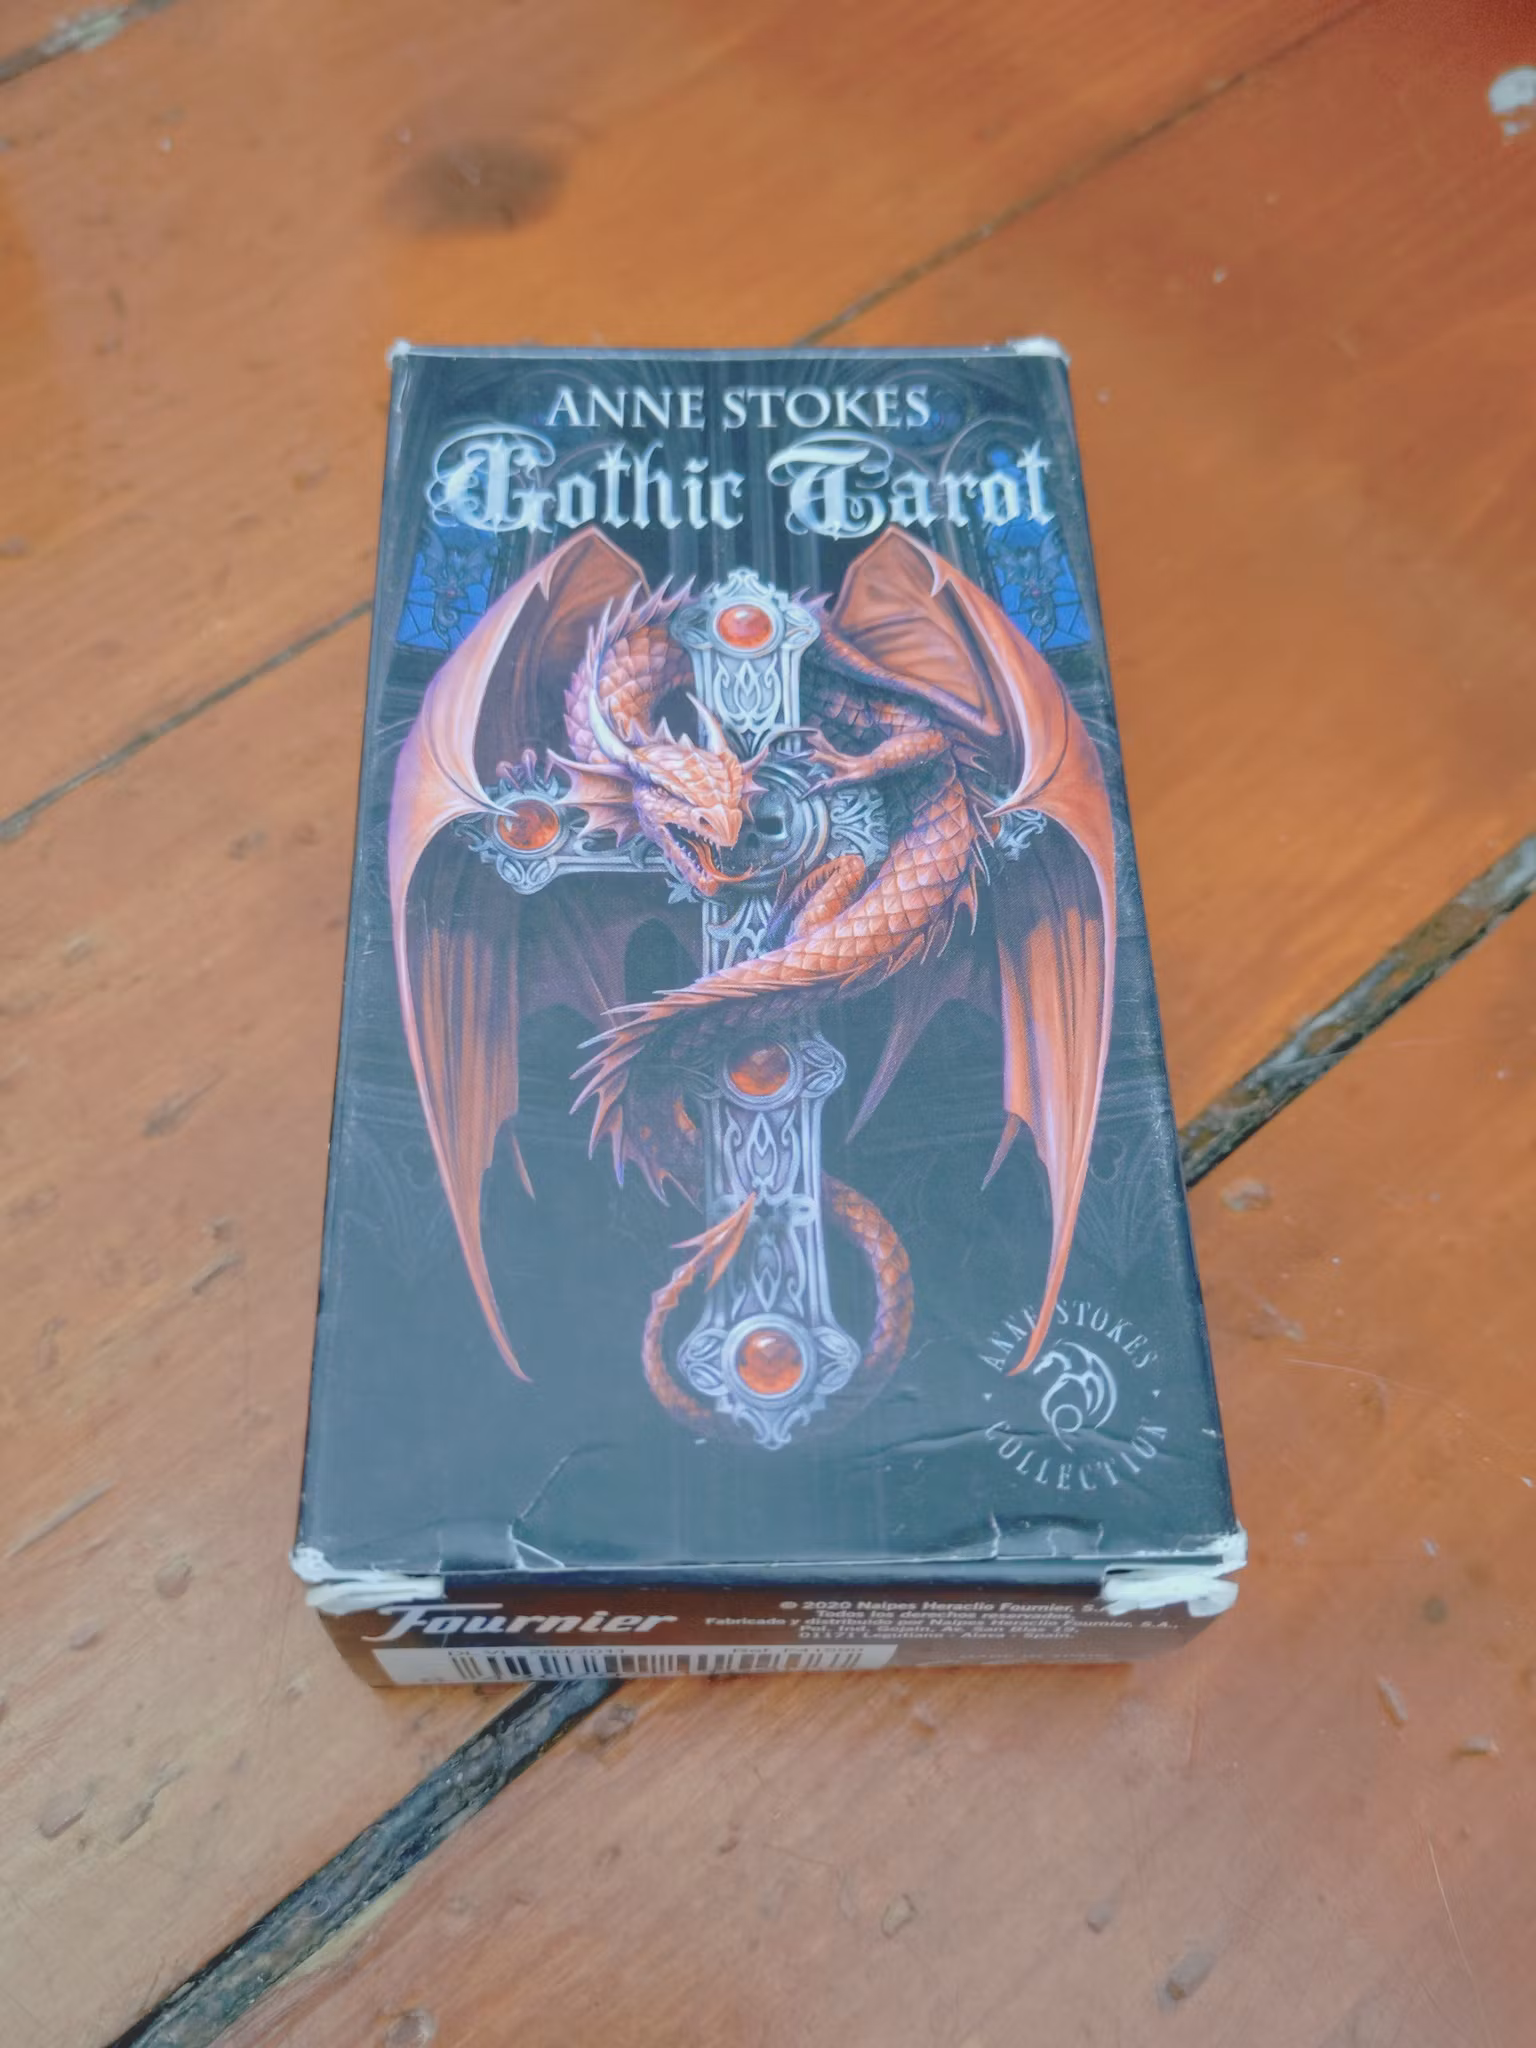 ANNE STOKES
Gothic Tarot
ANNE STOKES
COLLECTION
Fournier
© 2020 Naipes Heraclio Fournier, S.A.
Todos los derechos reservados.
Fabricado y distribuido por Naipes Heraclio Fournier, S.A.,
Pol. Ind. Gojain, Av. San Blas 19,
01171 Legutiano - Alava - Spain.